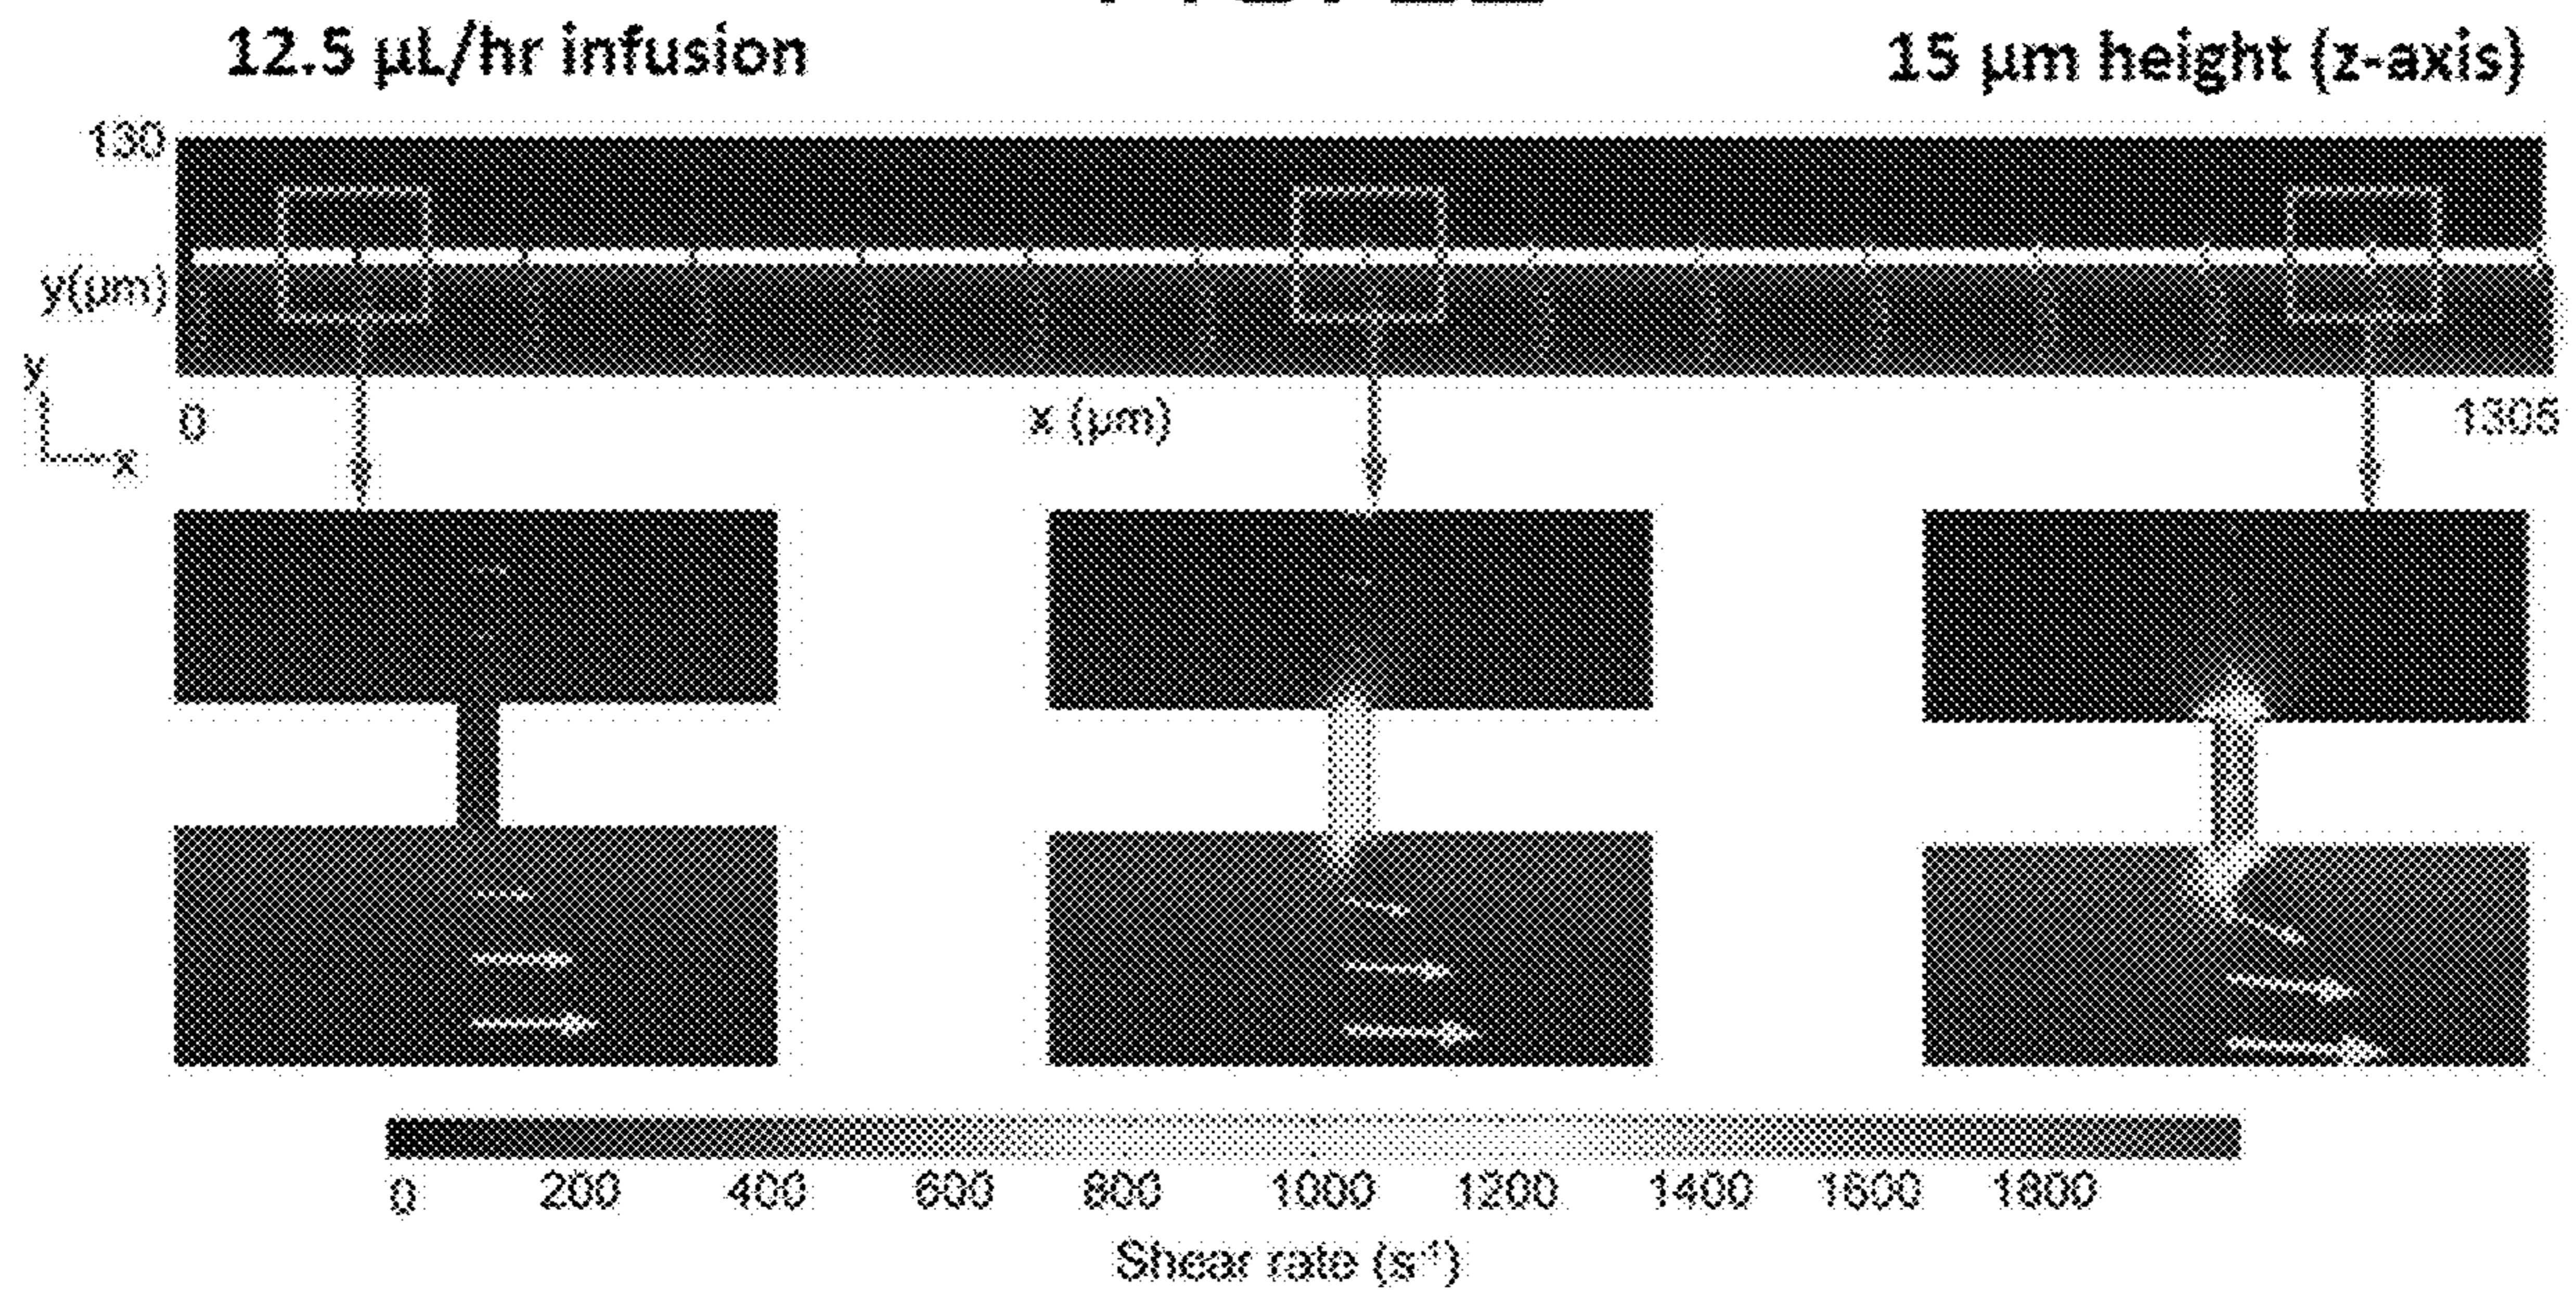 12.5 µL/hr infusion
15 µm height (z-axis)
130
y(µm)
y
x
0
x (µm)
1305
0 200 400 600 800 1000 1200 1400 1600 1800
Shear rate (s⁻¹)